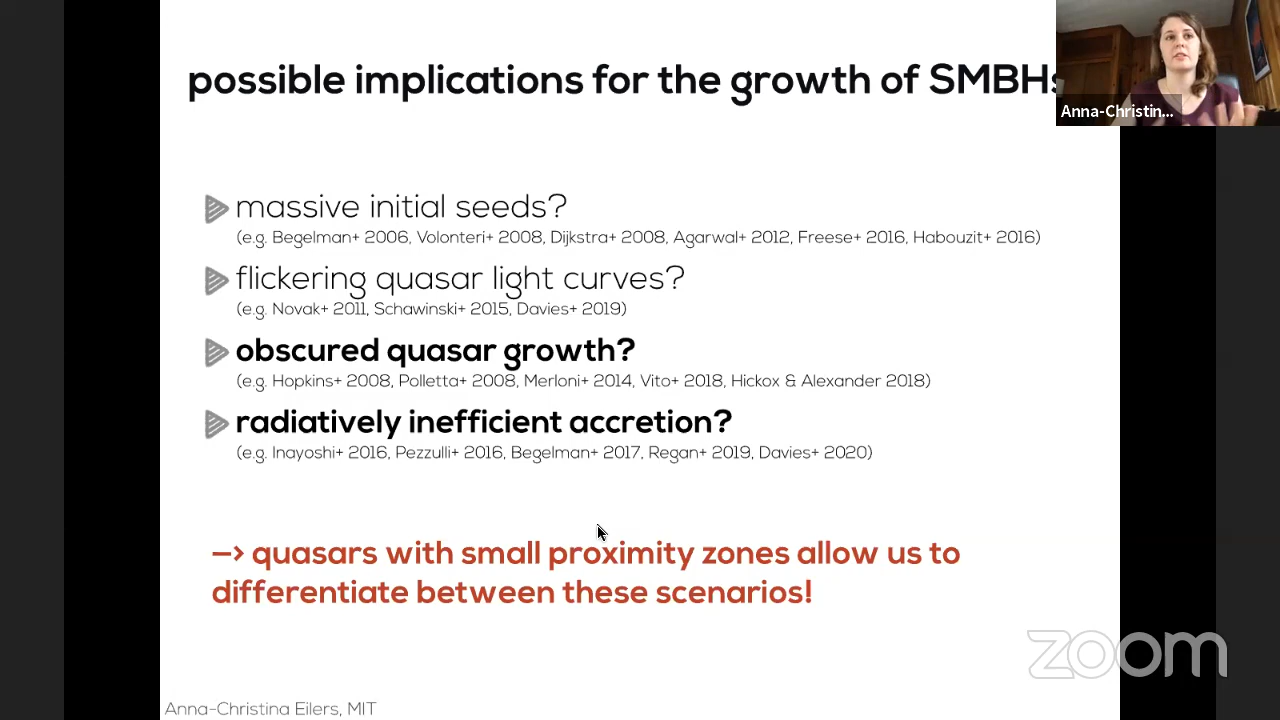 possible implications for the growth of SMBHs
Anna-Christin...
massive initial seeds?
(e.g. Begelman+ 2006, Volonteri+ 2008, Dijkstra+ 2008, Agarwal+ 2012, Freese+ 2016, Habouzit+ 2016)
flickering quasar light curves?
(e.g. Novak+ 2011, Schawinski+ 2015, Davies+ 2019)
obscured quasar growth?
(e.g. Hopkins+ 2008, Polletta+ 2008, Merloni+ 2014, Vito+ 2018, Hickox & Alexander 2018)
radiatively inefficient accretion?
(e.g. Inayoshi+ 2016, Pezzulli+ 2016, Begelman+ 2017, Regan+ 2019, Davies+ 2020)
—> quasars with small proximity zones allow us to
differentiate between these scenarios!
zoom
Anna-Christina Eilers, MIT